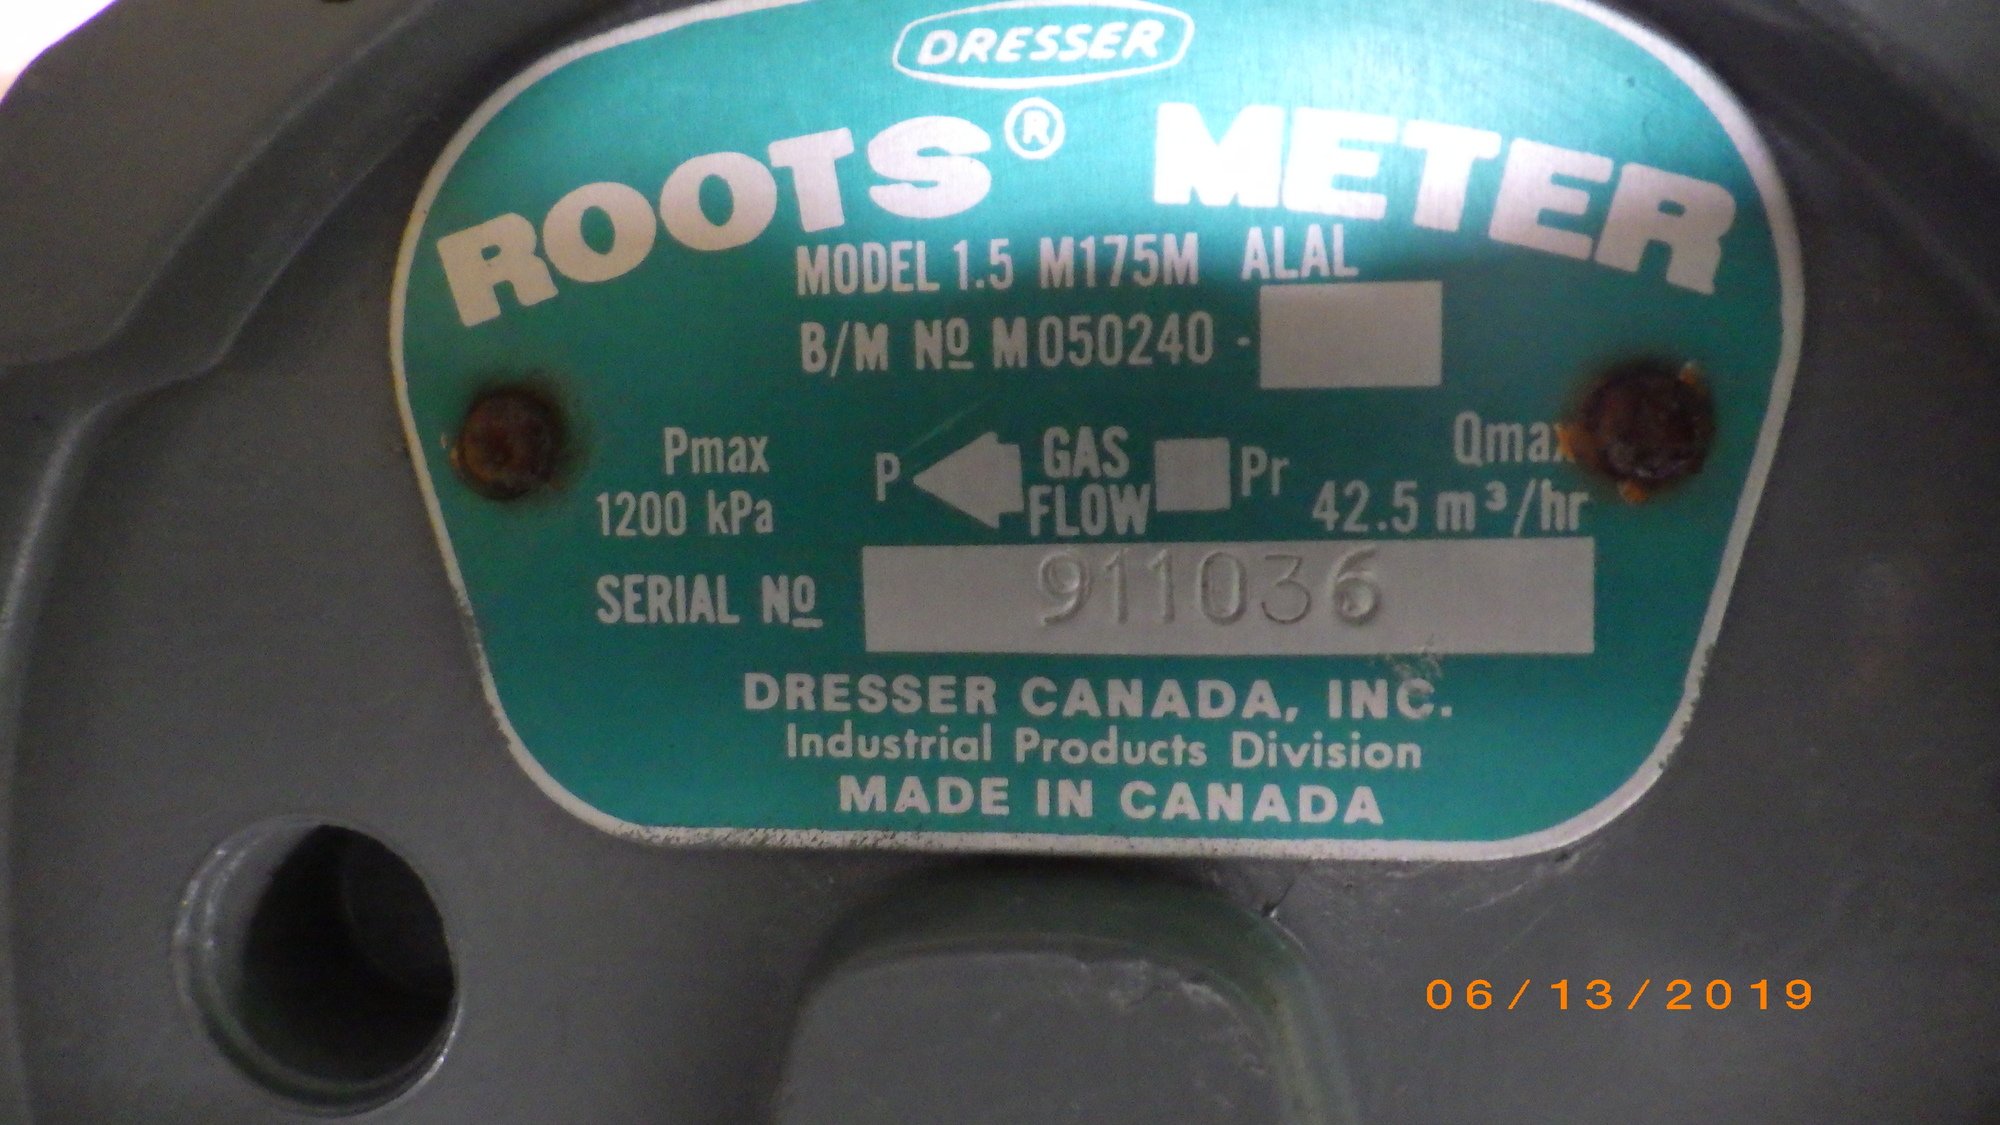 DRESSER
ROOTS® METER
MODEL 1.5 M175M ALAL
B/M Nº M050240 -
Pmax
1200 kPa
P GAS FLOW Pr
Qmax
42.5 m³/hr
SERIAL Nº 911036
DRESSER CANADA, INC.
Industrial Products Division
MADE IN CANADA
06/13/2019